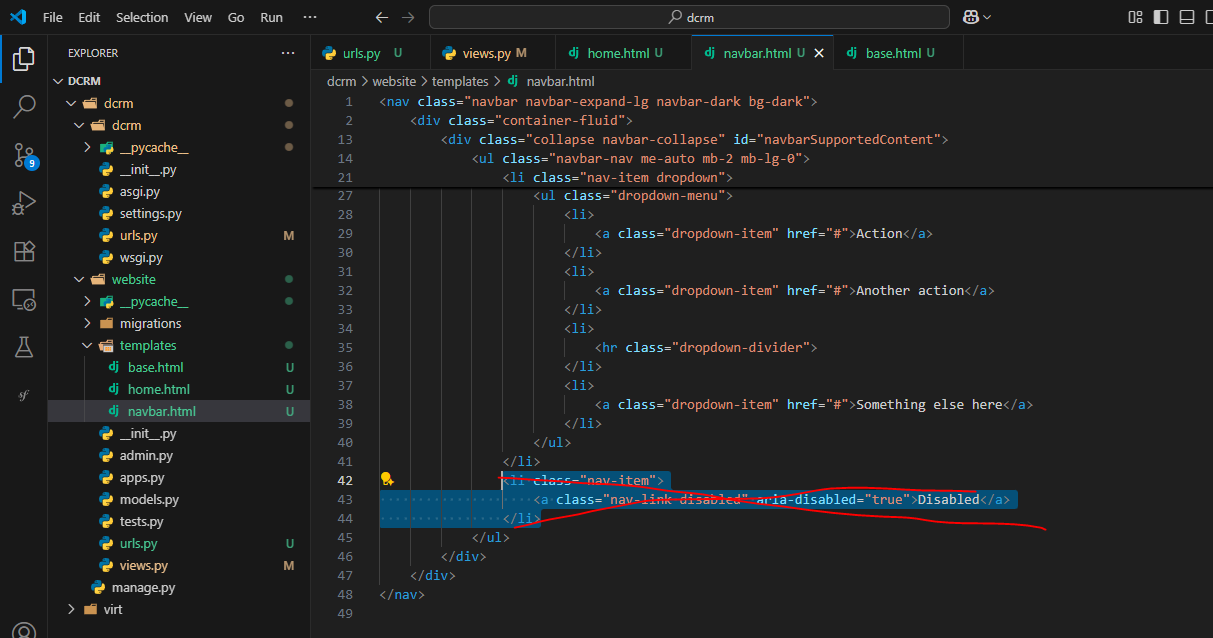 File Edit Selection View Go Run ··· dcrm
EXPLORER ···
DCRM
dcrm
dcrm
__pycache__
__init__.py
asgi.py
settings.py
urls.py M
wsgi.py
website
__pycache__
migrations
templates
base.html U
home.html U
navbar.html U
__init__.py
admin.py
apps.py
models.py
tests.py
urls.py U
views.py M
manage.py
virt
9
urls.py U views.py M home.html U navbar.html U base.html U
dcrm > website > templates > navbar.html
1 <nav class="navbar navbar-expand-lg navbar-dark bg-dark">
2 <div class="container-fluid">
13 <div class="collapse navbar-collapse" id="navbarSupportedContent">
14 <ul class="navbar-nav me-auto mb-2 mb-lg-0">
21 <li class="nav-item dropdown">
27 <ul class="dropdown-menu">
28 <li>
29 <a class="dropdown-item" href="#">Action</a>
30 </li>
31 <li>
32 <a class="dropdown-item" href="#">Another action</a>
33 </li>
34 <li>
35 <hr class="dropdown-divider">
36 </li>
37 <li>
38 <a class="dropdown-item" href="#">Something else here</a>
39 </li>
40 </ul>
41 </li>
42 <li class="nav-item">
43 <a class="nav-link disabled" aria-disabled="true">Disabled</a>
44 </li>
45 </ul>
46 </div>
47 </div>
48 </nav>
49